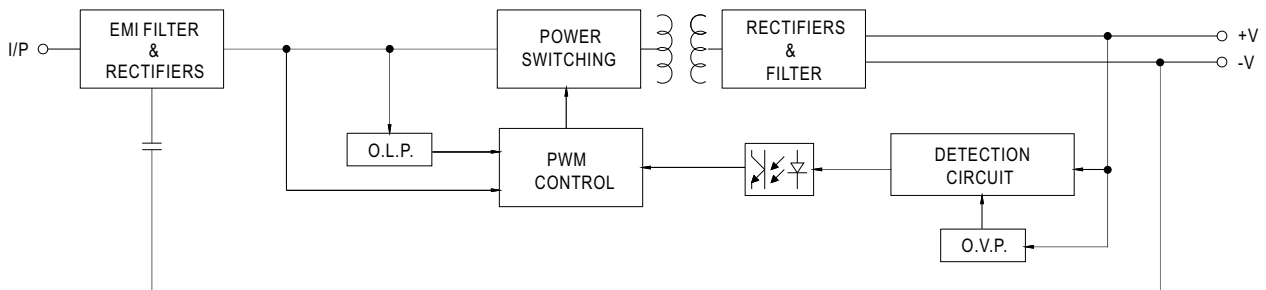 I/P
EMI FILTER
&
RECTIFIERS
POWER
SWITCHING
RECTIFIERS
&
FILTER
+V
-V
O.L.P.
PWM
CONTROL
DETECTION
CIRCUIT
O.V.P.